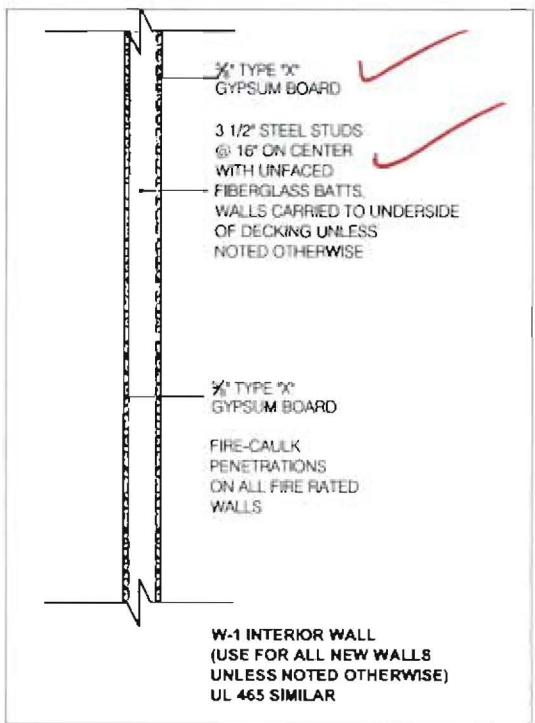 ⅝" TYPE "X"
GYPSUM BOARD
3 1/2" STEEL STUDS
@ 16" ON CENTER
WITH UNFACED
FIBERGLASS BATTS.
WALLS CARRIED TO UNDERSIDE
OF DECKING UNLESS
NOTED OTHERWISE
⅝" TYPE "X"
GYPSUM BOARD
FIRE-CAULK
PENETRATIONS
ON ALL FIRE RATED
WALLS
W-1 INTERIOR WALL
(USE FOR ALL NEW WALLS
UNLESS NOTED OTHERWISE)
UL 465 SIMILAR